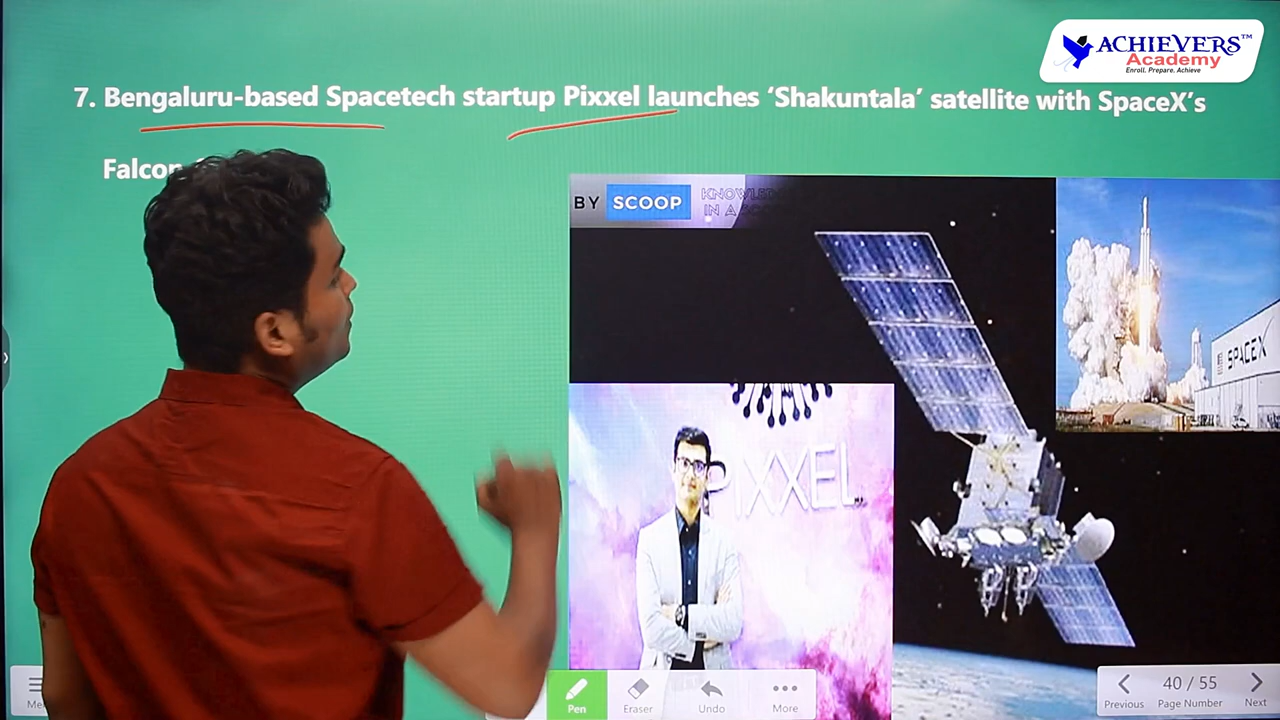 ACHIEVERS™
Academy
Enroll. Prepare. Achieve
7. Bengaluru-based Spacetech startup Pixxel launches ‘Shakuntala’ satellite with SpaceX’s
Falcon
BY SCOOP
IN A
SPACEX
PIXXEL
Pen
Eraser
Undo
More
Previous
40 / 55
Page Number
Next